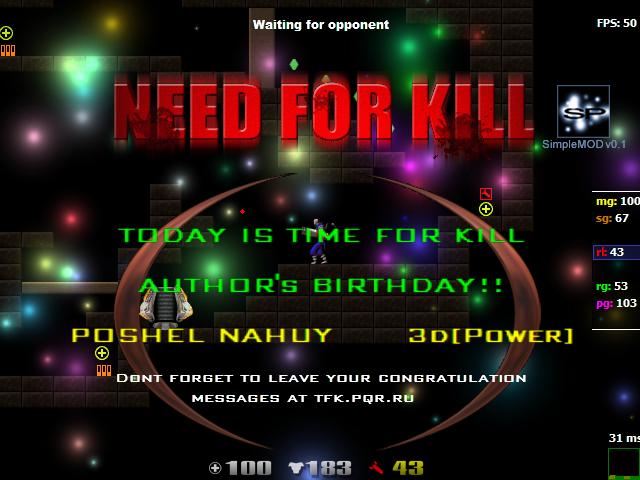 Waiting for opponent
FPS: 50
NEED FOR KILL
SP
SimpleMOD v0.1
mg: 100
sg: 67
rl: 43
rg: 53
pg: 103
TODAY IS TIME FOR KILL
AUTHOR's BIRTHDAY!!
POSHEL NAHUY 3D[POWER]
DONT FORGET TO LEAVE YOUR CONGRATULATION
MESSAGES AT TFK.PQR.RU
31 ms
100 183 43